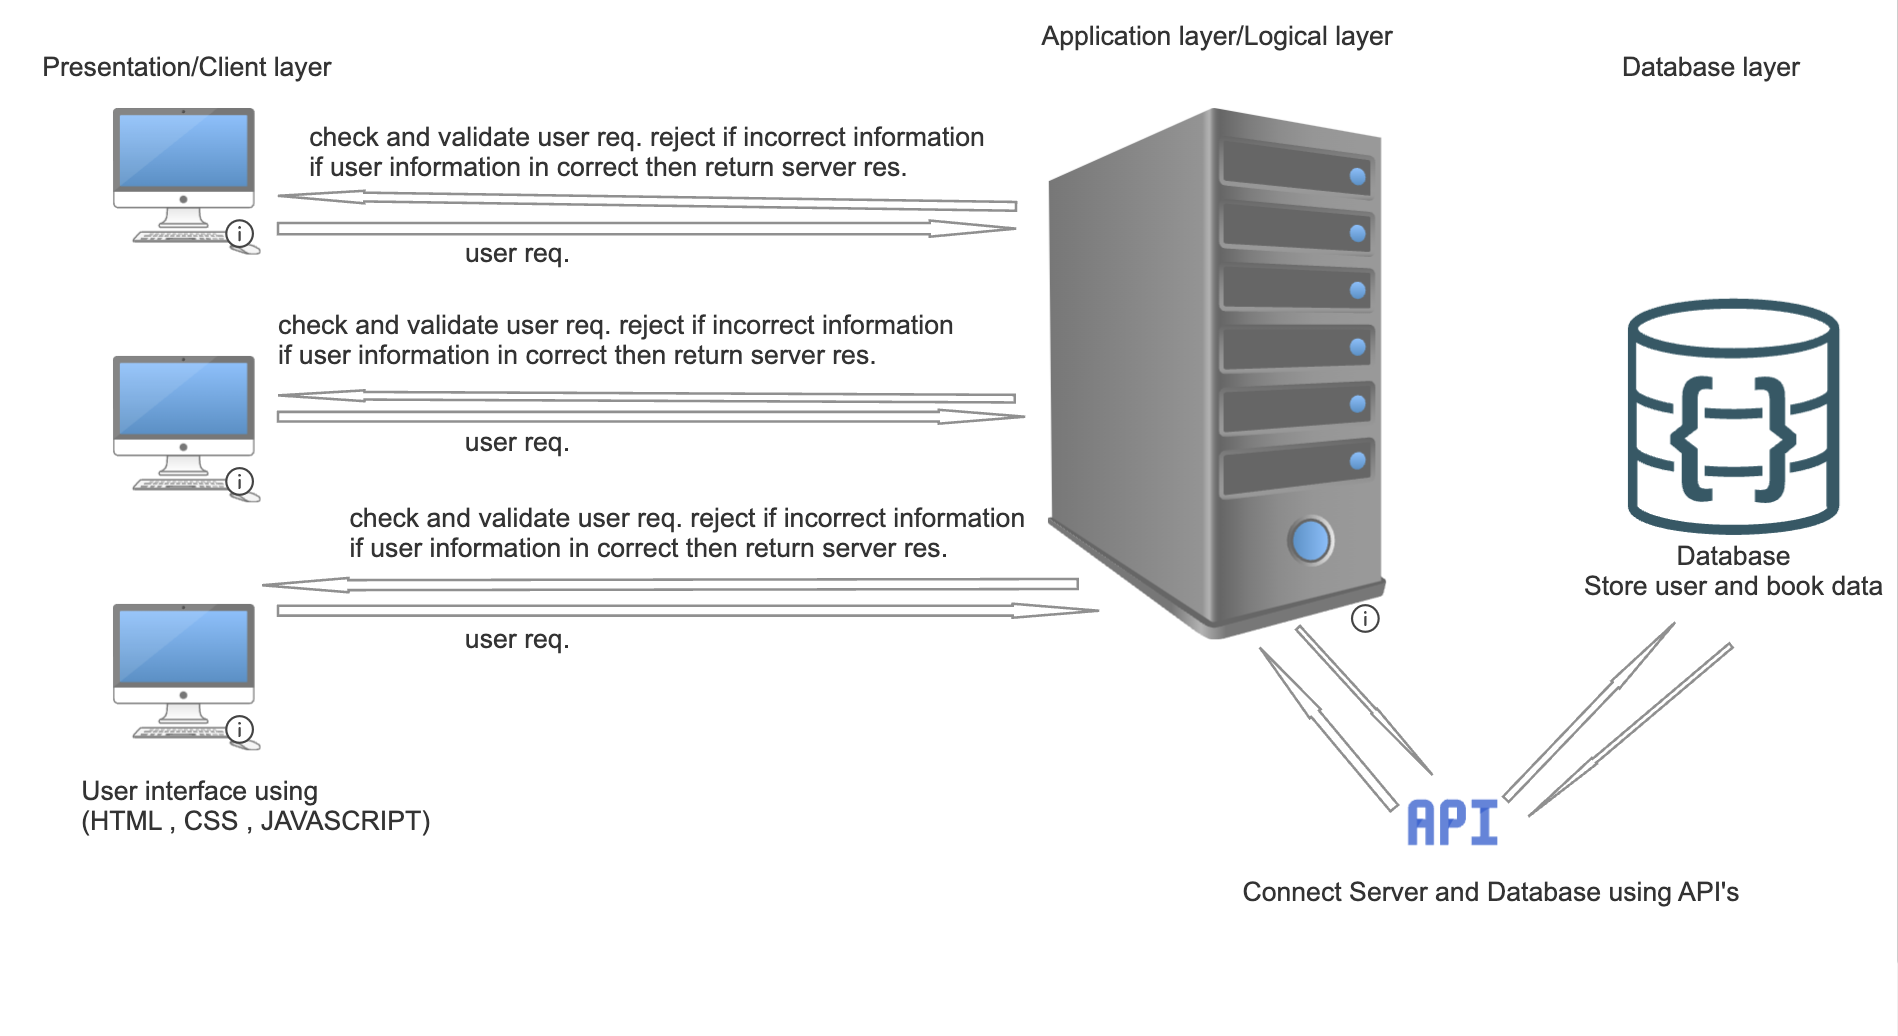 Application layer/Logical layer
Presentation/Client layer
Database layer
check and validate user req. reject if incorrect information
if user information in correct then return server res.
user req.
check and validate user req. reject if incorrect information
if user information in correct then return server res.
user req.
check and validate user req. reject if incorrect information
if user information in correct then return server res.
user req.
Database
Store user and book data
User interface using
(HTML , CSS , JAVASCRIPT)
API
Connect Server and Database using API's